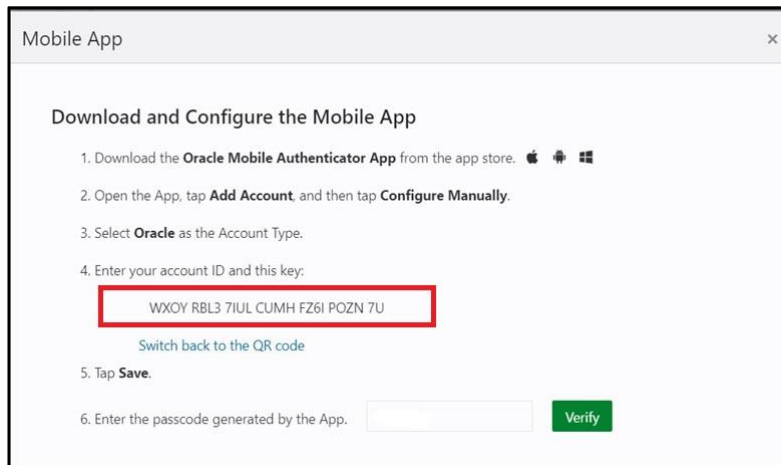 Mobile App ×
Download and Configure the Mobile App
1. Download the Oracle Mobile Authenticator App from the app store.
2. Open the App, tap Add Account, and then tap Configure Manually.
3. Select Oracle as the Account Type.
4. Enter your account ID and this key:
WXOY RBL3 7IUL CUMH FZ6I POZN 7U
Switch back to the QR code
5. Tap Save.
6. Enter the passcode generated by the App. Verify